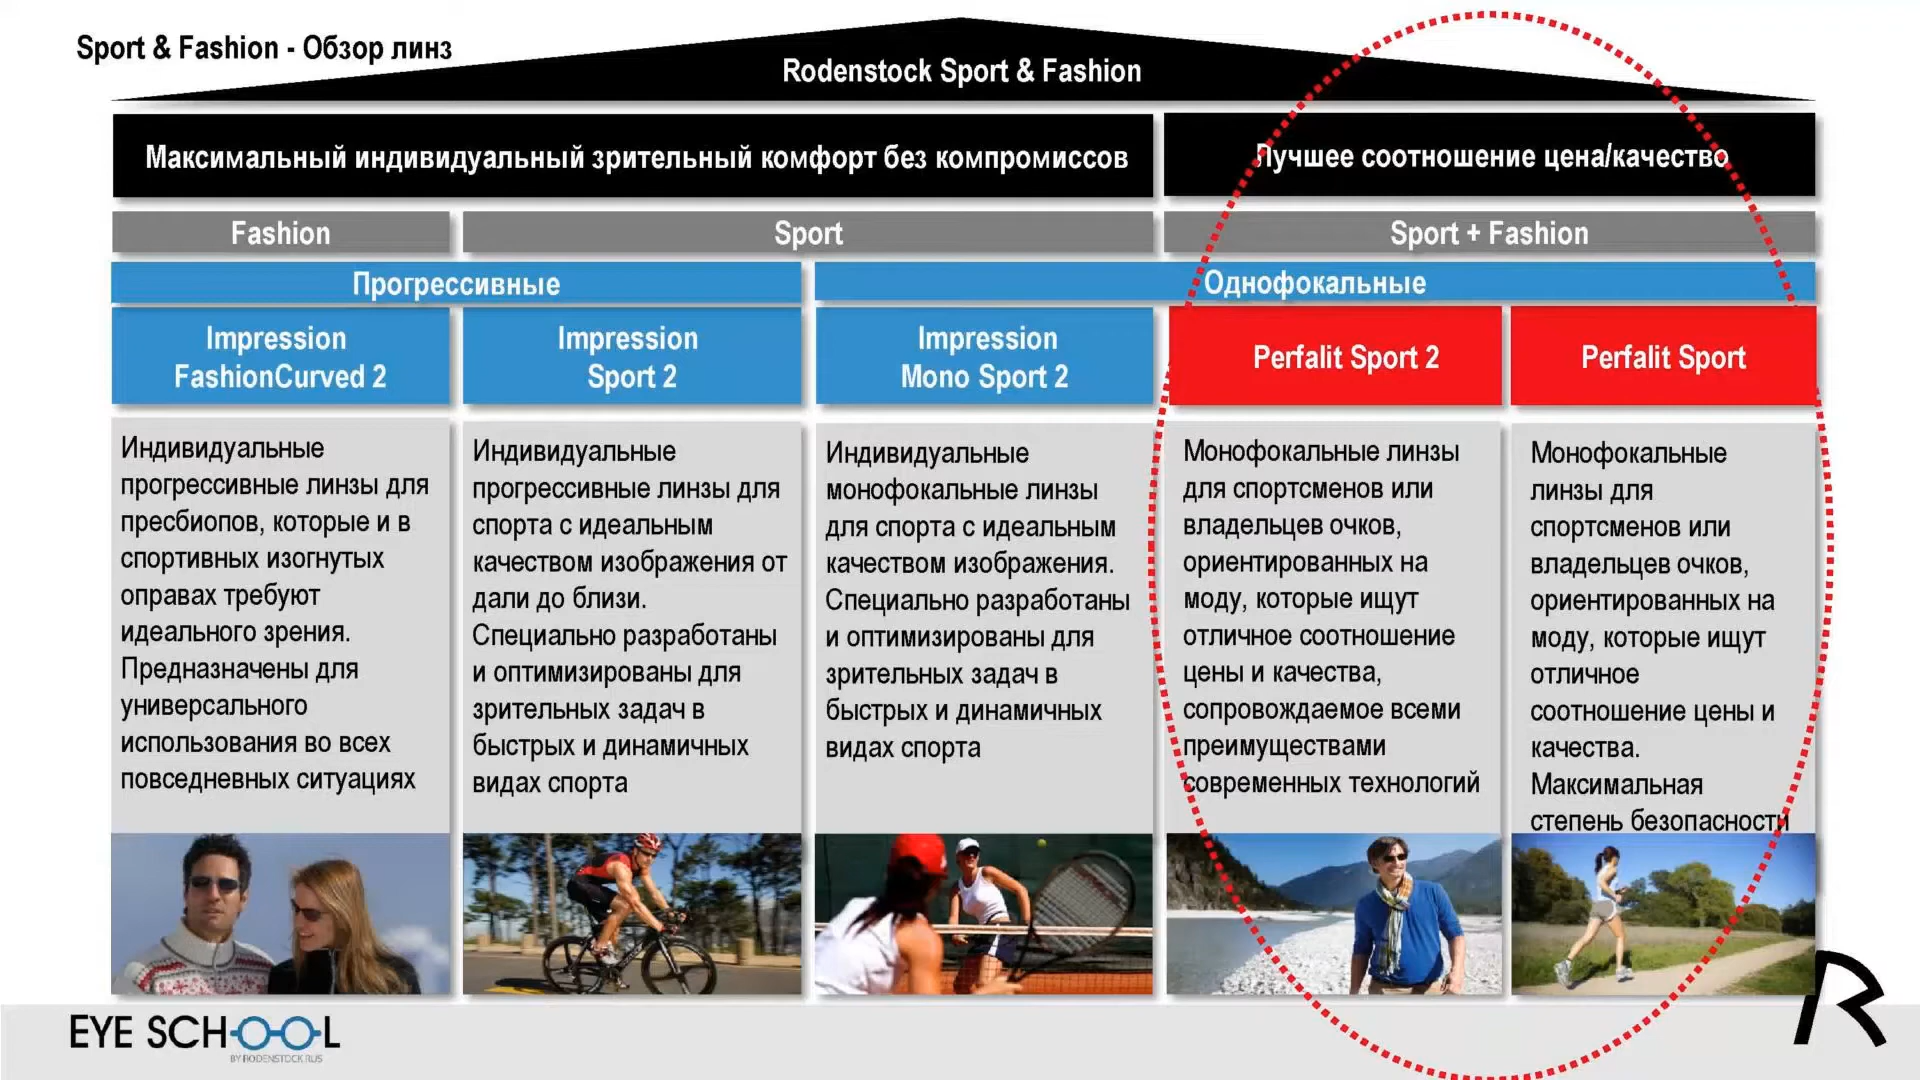 Sport & Fashion - Обзор линз
Rodenstock Sport & Fashion
Максимальный индивидуальный зрительный комфорт без компромиссов
Лучшее соотношение цена/качество
Fashion
Sport
Sport + Fashion
Прогрессивные
Однофокальные
Impression
FashionCurved 2
Impression
Sport 2
Impression
Mono Sport 2
Perfalit Sport 2
Perfalit Sport
Индивидуальные
прогрессивные линзы для
пресбиопов, которые и в
спортивных изогнутых
оправах требуют
идеального зрения.
Предназначены для
универсального
использования во всех
повседневных ситуациях
Индивидуальные
прогрессивные линзы для
спорта с идеальным
качеством изображения от
дали до близи.
Специально разработаны
и оптимизированы для
зрительных задач в
быстрых и динамичных
видах спорта
Индивидуальные
монофокальные линзы
для спорта с идеальным
качеством изображения.
Специально разработаны
и оптимизированы для
зрительных задач в
быстрых и динамичных
видах спорта
Монофокальные линзы
для спортсменов или
владельцев очков,
ориентированных на
моду, которые ищут
отличное соотношение
цены и качества,
сопровождаемое всеми
преимуществами
современных технологий
Монофокальные
линзы для
спортсменов или
владельцев очков,
ориентированных на
моду, которые ищут
отличное
соотношение цены и
качества.
Максимальная
степень безопасности
EYE SCHOOL
BY RODENSTOCK RUS
R